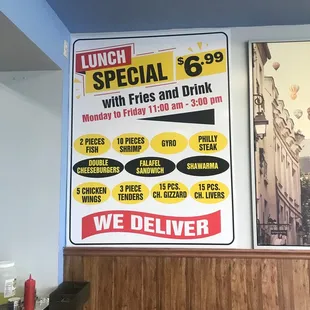 LUNCH
SPECIAL $6.99
with Fries and Drink
Monday to Friday 11:00 am - 3:00 pm
2 PIECES FISH
10 PIECES SHRIMP
GYRO
PHILLY STEAK
DOUBLE CHEESEBURGERS
FALAFEL SANDWICH
SHAWARMA
5 CHICKEN WINGS
3 PIECE TENDERS
15 PCS. CH. GIZZARD
15 PCS. CH. LIVERS
WE DELIVER